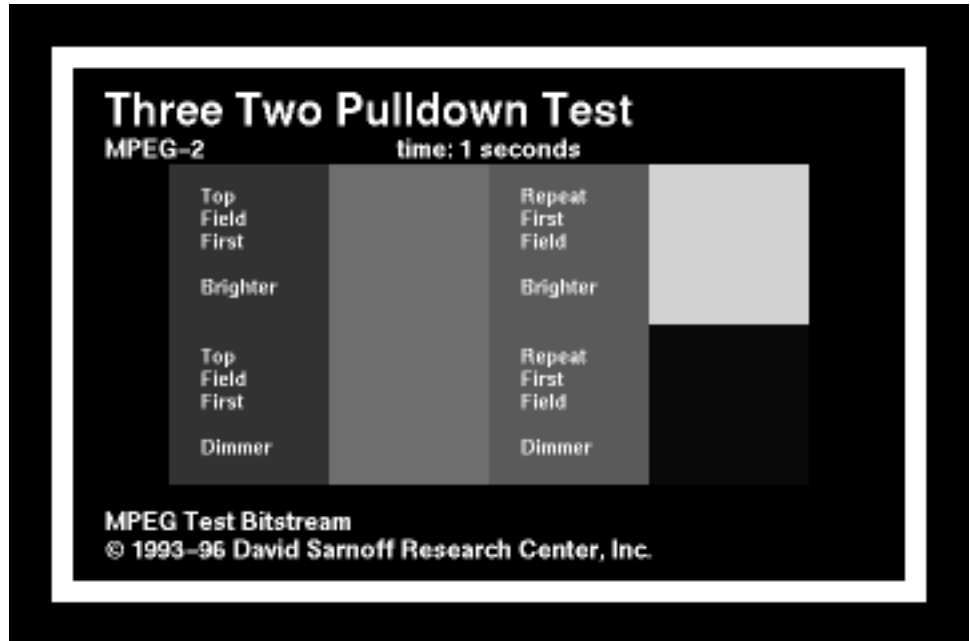 Three Two Pulldown Test
MPEG-2 time: 1 seconds
Top
Field
First
Brighter
Repeat
First
Field
Brighter
Top
Field
First
Dimmer
Repeat
First
Field
Dimmer
MPEG Test Bitstream
© 1993-96 David Sarnoff Research Center, Inc.